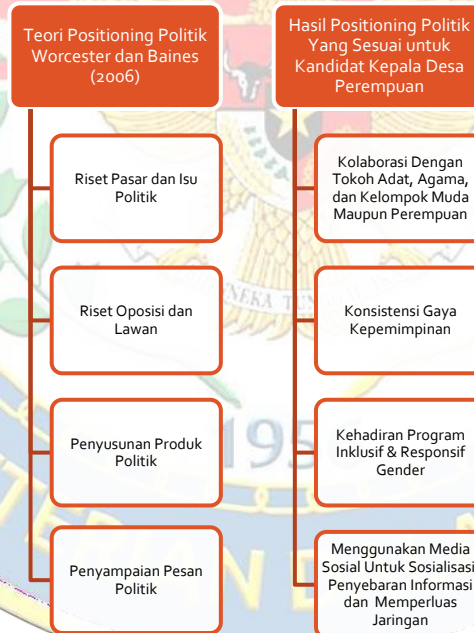 Teori Positioning Politik
Worcester dan Baines
(2006)
Riset Pasar dan Isu
Politik
Riset Oposisi dan
Lawan
Penyusunan Produk
Politik
Penyampaian Pesan
Politik
Hasil Positioning Politik
Yang Sesuai untuk
Kandidat Kepala Desa
Perempuan
Kolaborasi Dengan
Tokoh Adat, Agama,
dan Kelompok Muda
Maupun Perempuan
Konsistensi Gaya
Kepemimpinan
Kehadiran Program
Inklusif & Responsif
Gender
Menggunakan Media
Sosial Untuk Sosialisasi
Penyebaran Informasi
dan Memperluas
Jaringan